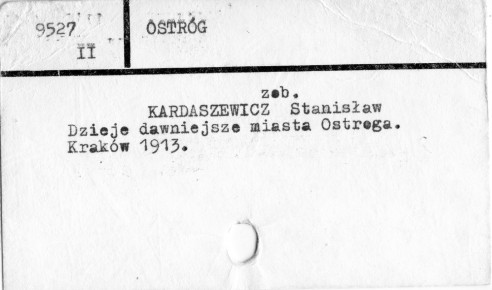 9527 OSTRÓG
II
zob.
KARDASZEWICZ Stanisław
Dzieje dawniejsze miasta Ostroga.
Kraków 1913.